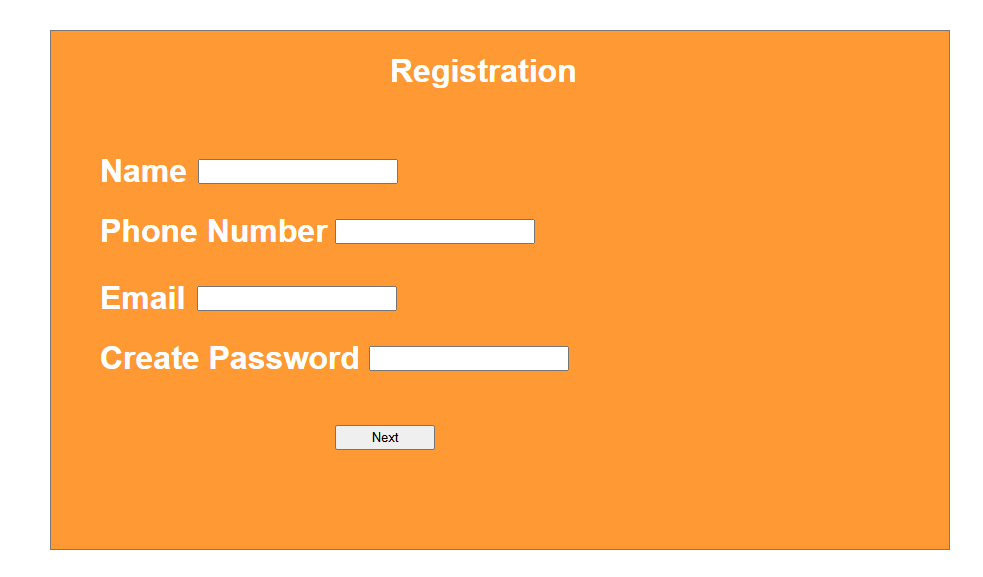 Registration
Name
Phone Number
Email
Create Password
Next